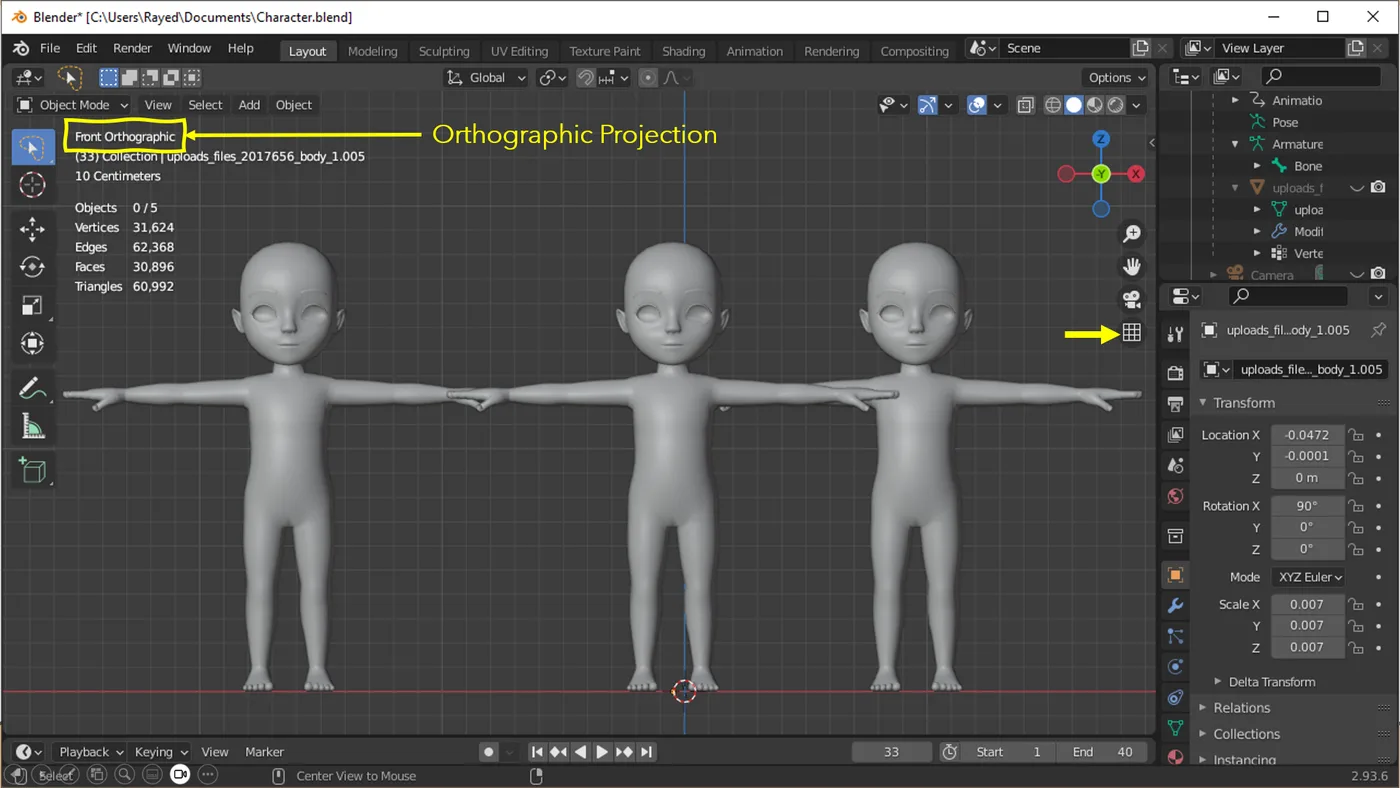 Blender* [C:\Users\Rayed\Documents\Character.blend]
File Edit Render Window Help Layout Modeling Sculpting UV Editing Texture Paint Shading Animation Rendering Compositing Scene View Layer
Global Options
Object Mode View Select Add Object
Front Orthographic Orthographic Projection
(33) Collection | uploads_files_2017656_body_1.005
10 Centimeters
Objects 0 / 5
Vertices 31,624
Edges 62,368
Faces 30,896
Triangles 60,992
Z
-Y X
Animatio
Pose
Armature
Bone
uploads_f
uploa
Modif
Verte
Camera
uploads_fil...ody_1.005
uploads_file..._body_1.005
Transform
Location X -0.0472
Y -0.0001
Z 0 m
Rotation X 90°
Y 0°
Z 0°
Mode XYZ Euler
Scale X 0.007
Y 0.007
Z 0.007
Delta Transform
Relations
Collections
Instancing
Playback Keying View Marker 33 Start 1 End 40
Select Center View to Mouse 2.93.6